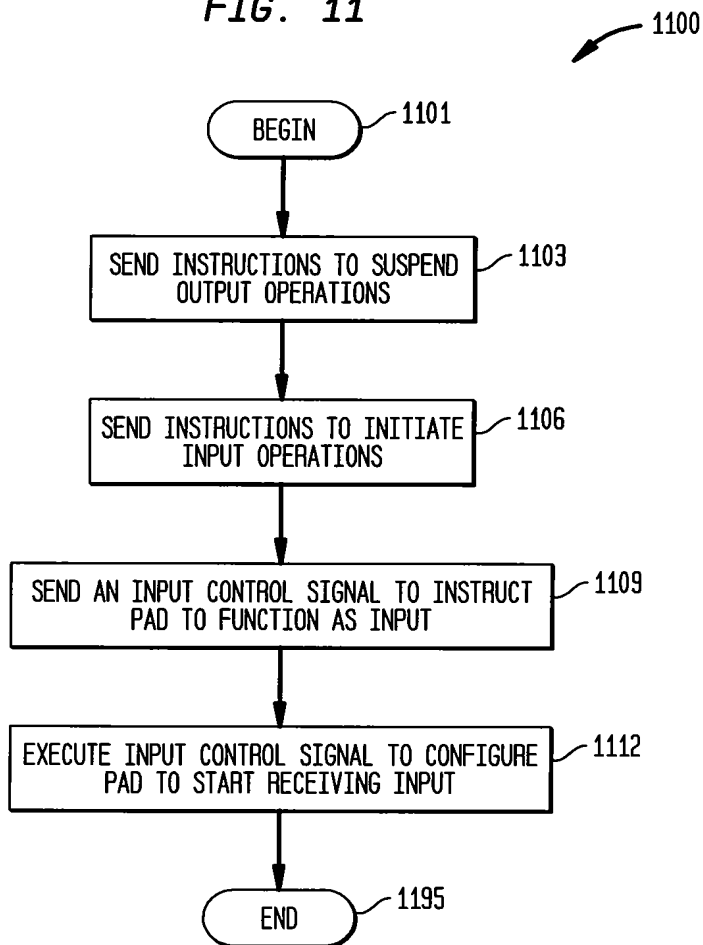 FIG. 11
1100
BEGIN
1101
SEND INSTRUCTIONS TO SUSPEND
OUTPUT OPERATIONS
1103
SEND INSTRUCTIONS TO INITIATE
INPUT OPERATIONS
1106
SEND AN INPUT CONTROL SIGNAL TO INSTRUCT
PAD TO FUNCTION AS INPUT
1109
EXECUTE INPUT CONTROL SIGNAL TO CONFIGURE
PAD TO START RECEIVING INPUT
1112
END
1195